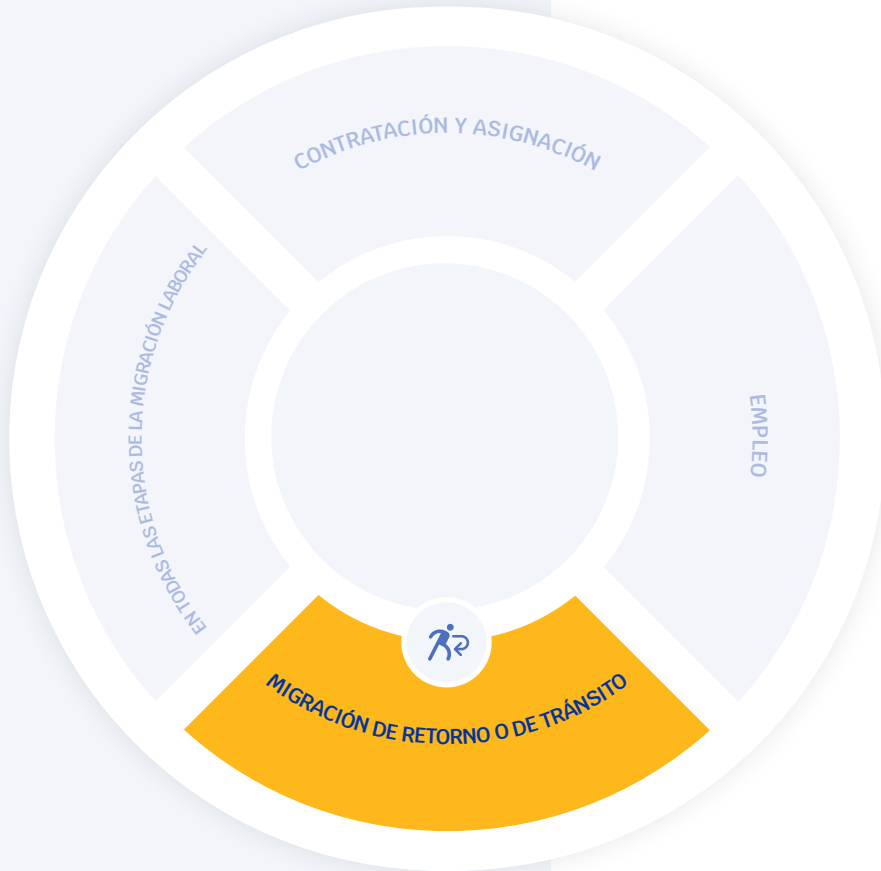 CONTRATACIÓN Y ASIGNACIÓN
EMPLEO
MIGRACIÓN DE RETORNO O DE TRÁNSITO
EN TODAS LAS ETAPAS DE LA MIGRACIÓN LABORAL